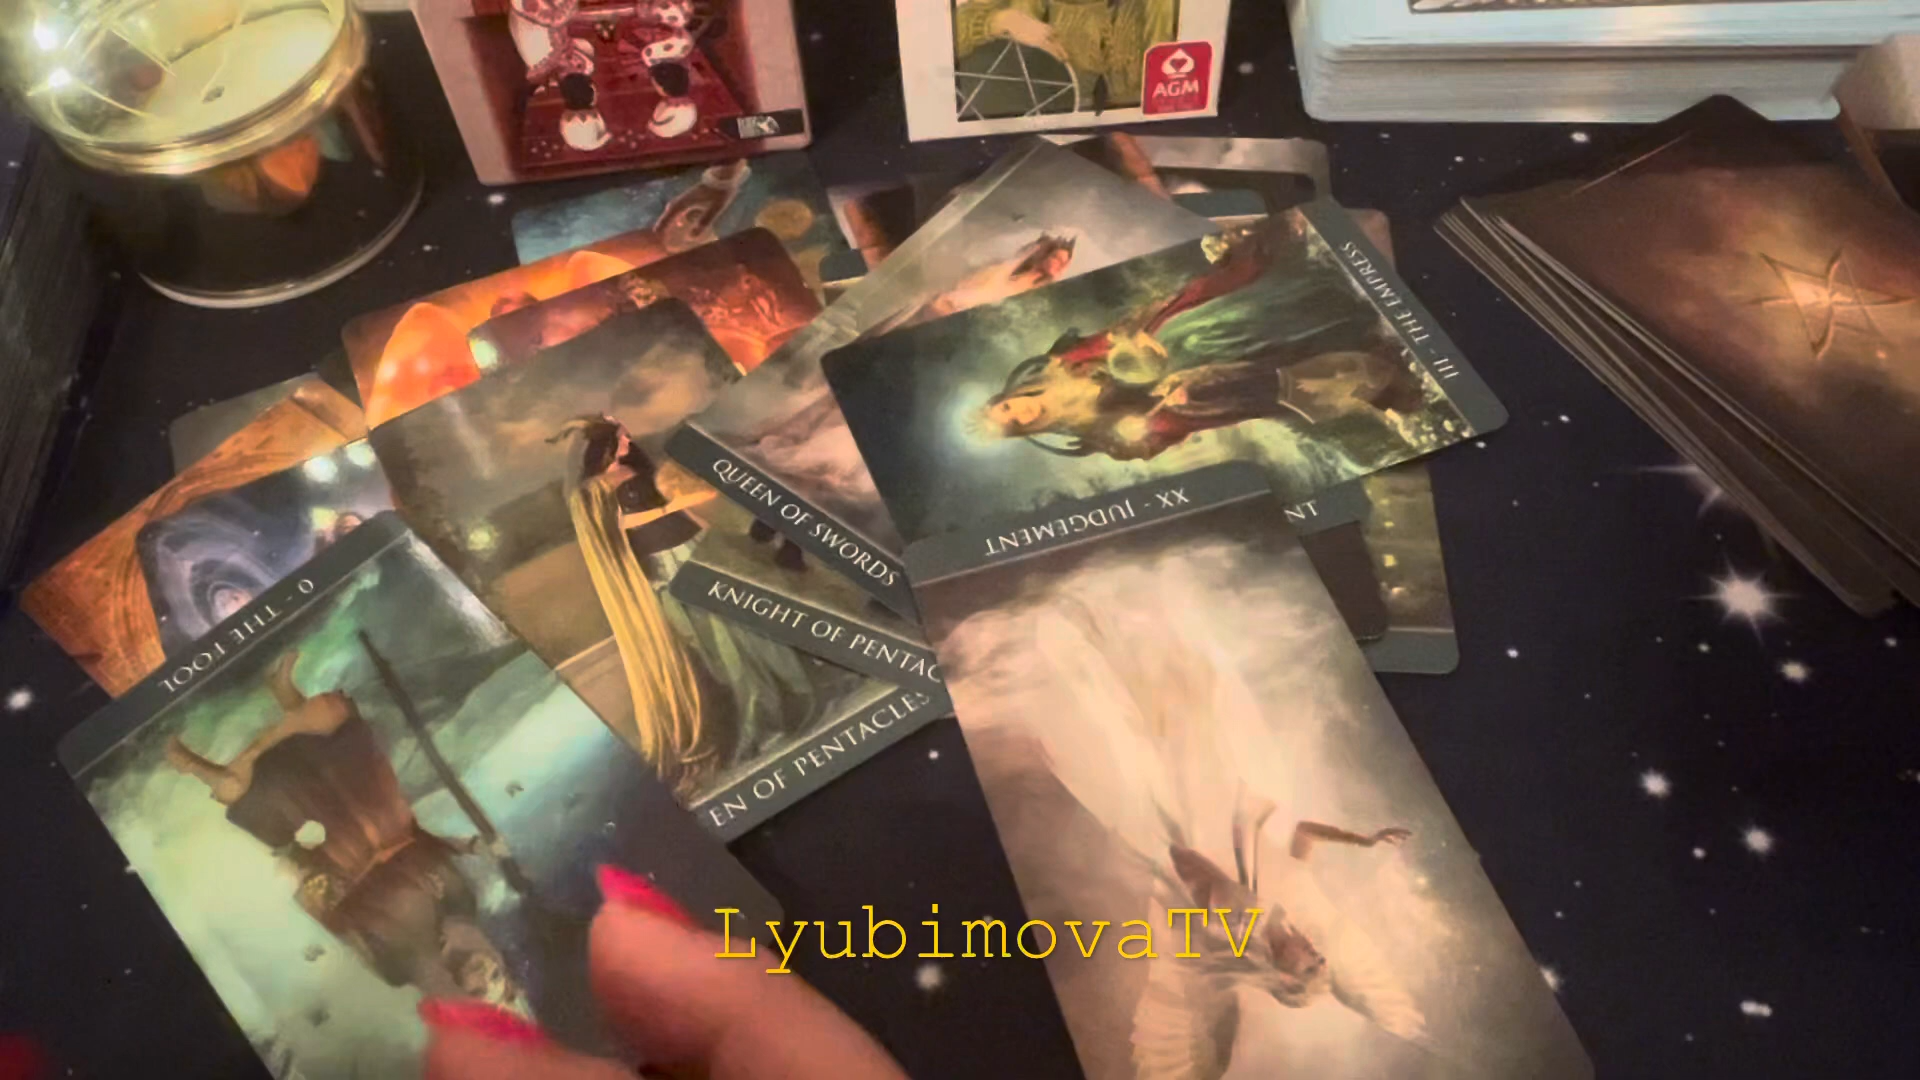 AGM
III - THE EMPRESS
QUEEN OF SWORDS
XX - JUDGEMENT
0 - THE FOOL
KNIGHT OF PENTAC
EN OF PENTACLES
LyubimovaTV